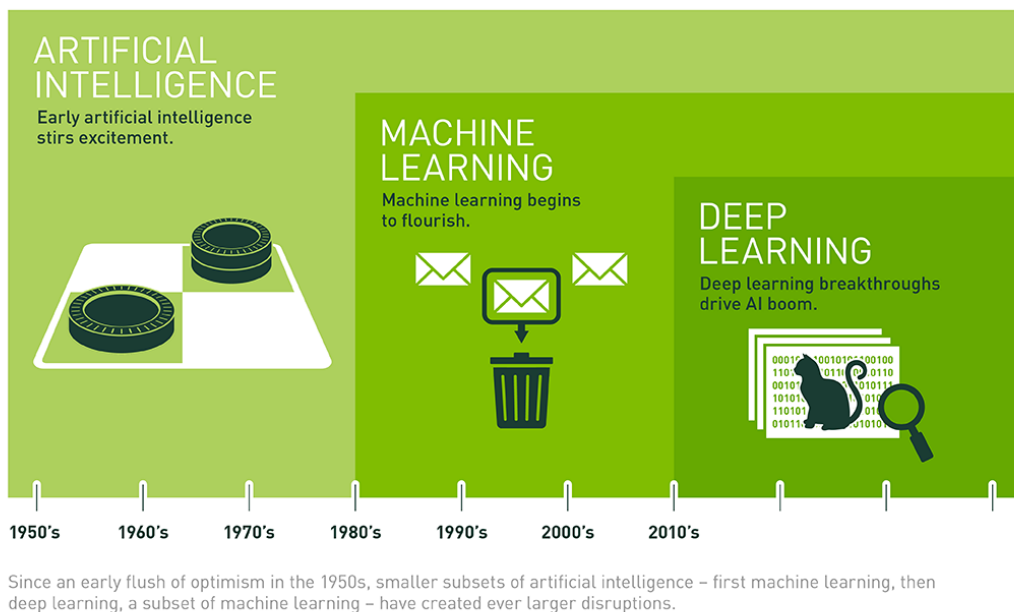 ARTIFICIAL
INTELLIGENCE
Early artificial intelligence
stirs excitement.
MACHINE
LEARNING
Machine learning begins
to flourish.
DEEP
LEARNING
Deep learning breakthroughs
drive AI boom.
1950's
1960's
1970's
1980's
1990's
2000's
2010's
Since an early flush of optimism in the 1950s, smaller subsets of artificial intelligence – first machine learning, then
deep learning, a subset of machine learning – have created ever larger disruptions.